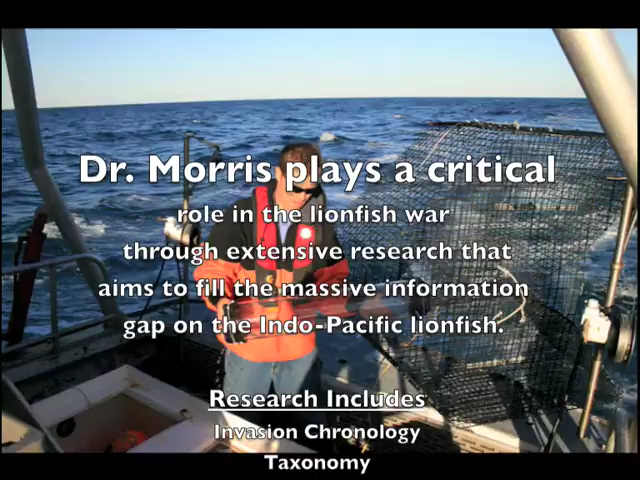 Dr. Morris plays a critical
role in the lionfish war
through extensive research that
aims to fill the massive information
gap on the Indo-Pacific lionfish.
Research Includes
Invasion Chronology
Taxonomy